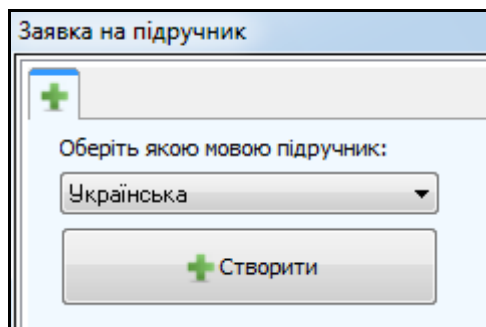 Заявка на підручник
Оберіть якою мовою підручник:
Українська
Створити